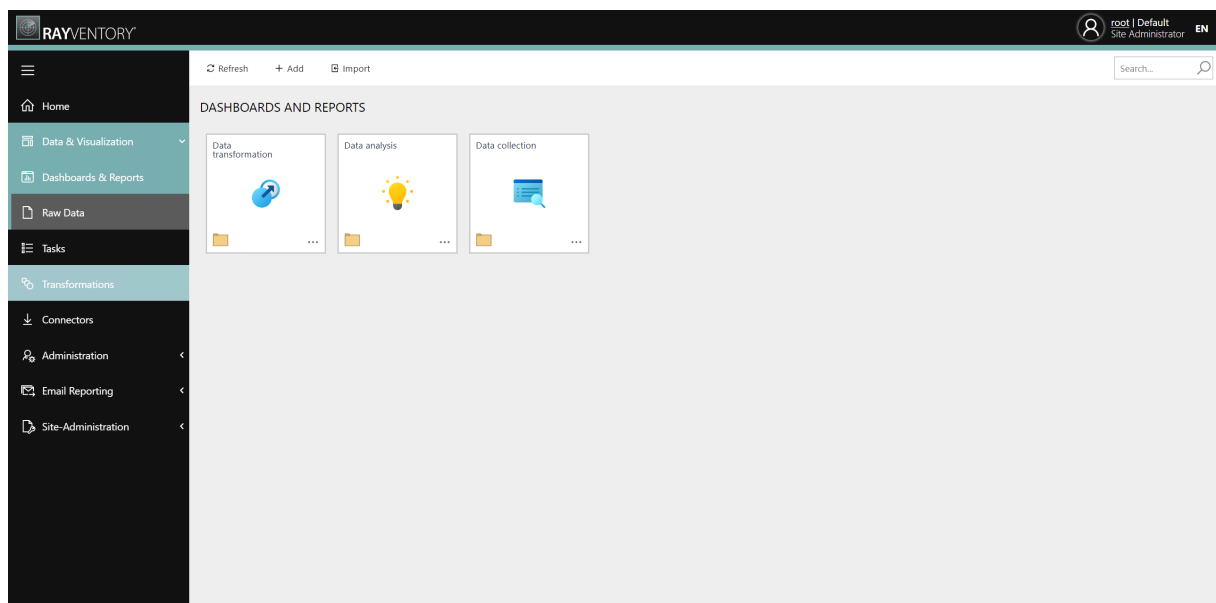 RAYVENTORY
root | Default
Site Administrator
EN
Refresh
+ Add
Import
Search...
Home
Data & Visualization
Dashboards & Reports
Raw Data
Tasks
Transformations
Connectors
Administration
Email Reporting
Site-Administration
DASHBOARDS AND REPORTS
Data
transformation
Data analysis
Data collection